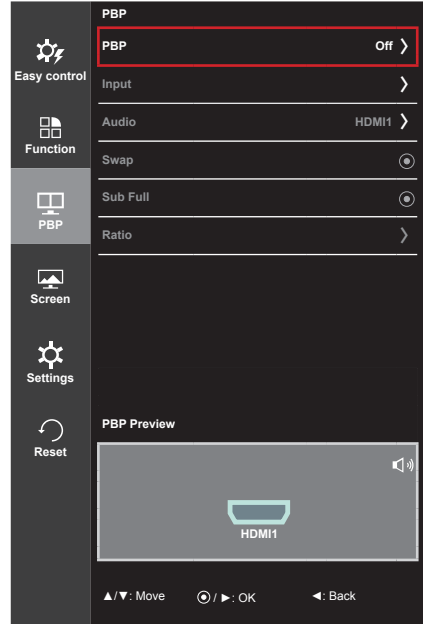 PBP
PBP Off
Easy control
Input
Audio HDMI1
Function
Swap
Sub Full
PBP
Ratio
Screen
Settings
PBP Preview
Reset
HDMI1
▲/▼: Move ◉/ ►: OK ◄: Back